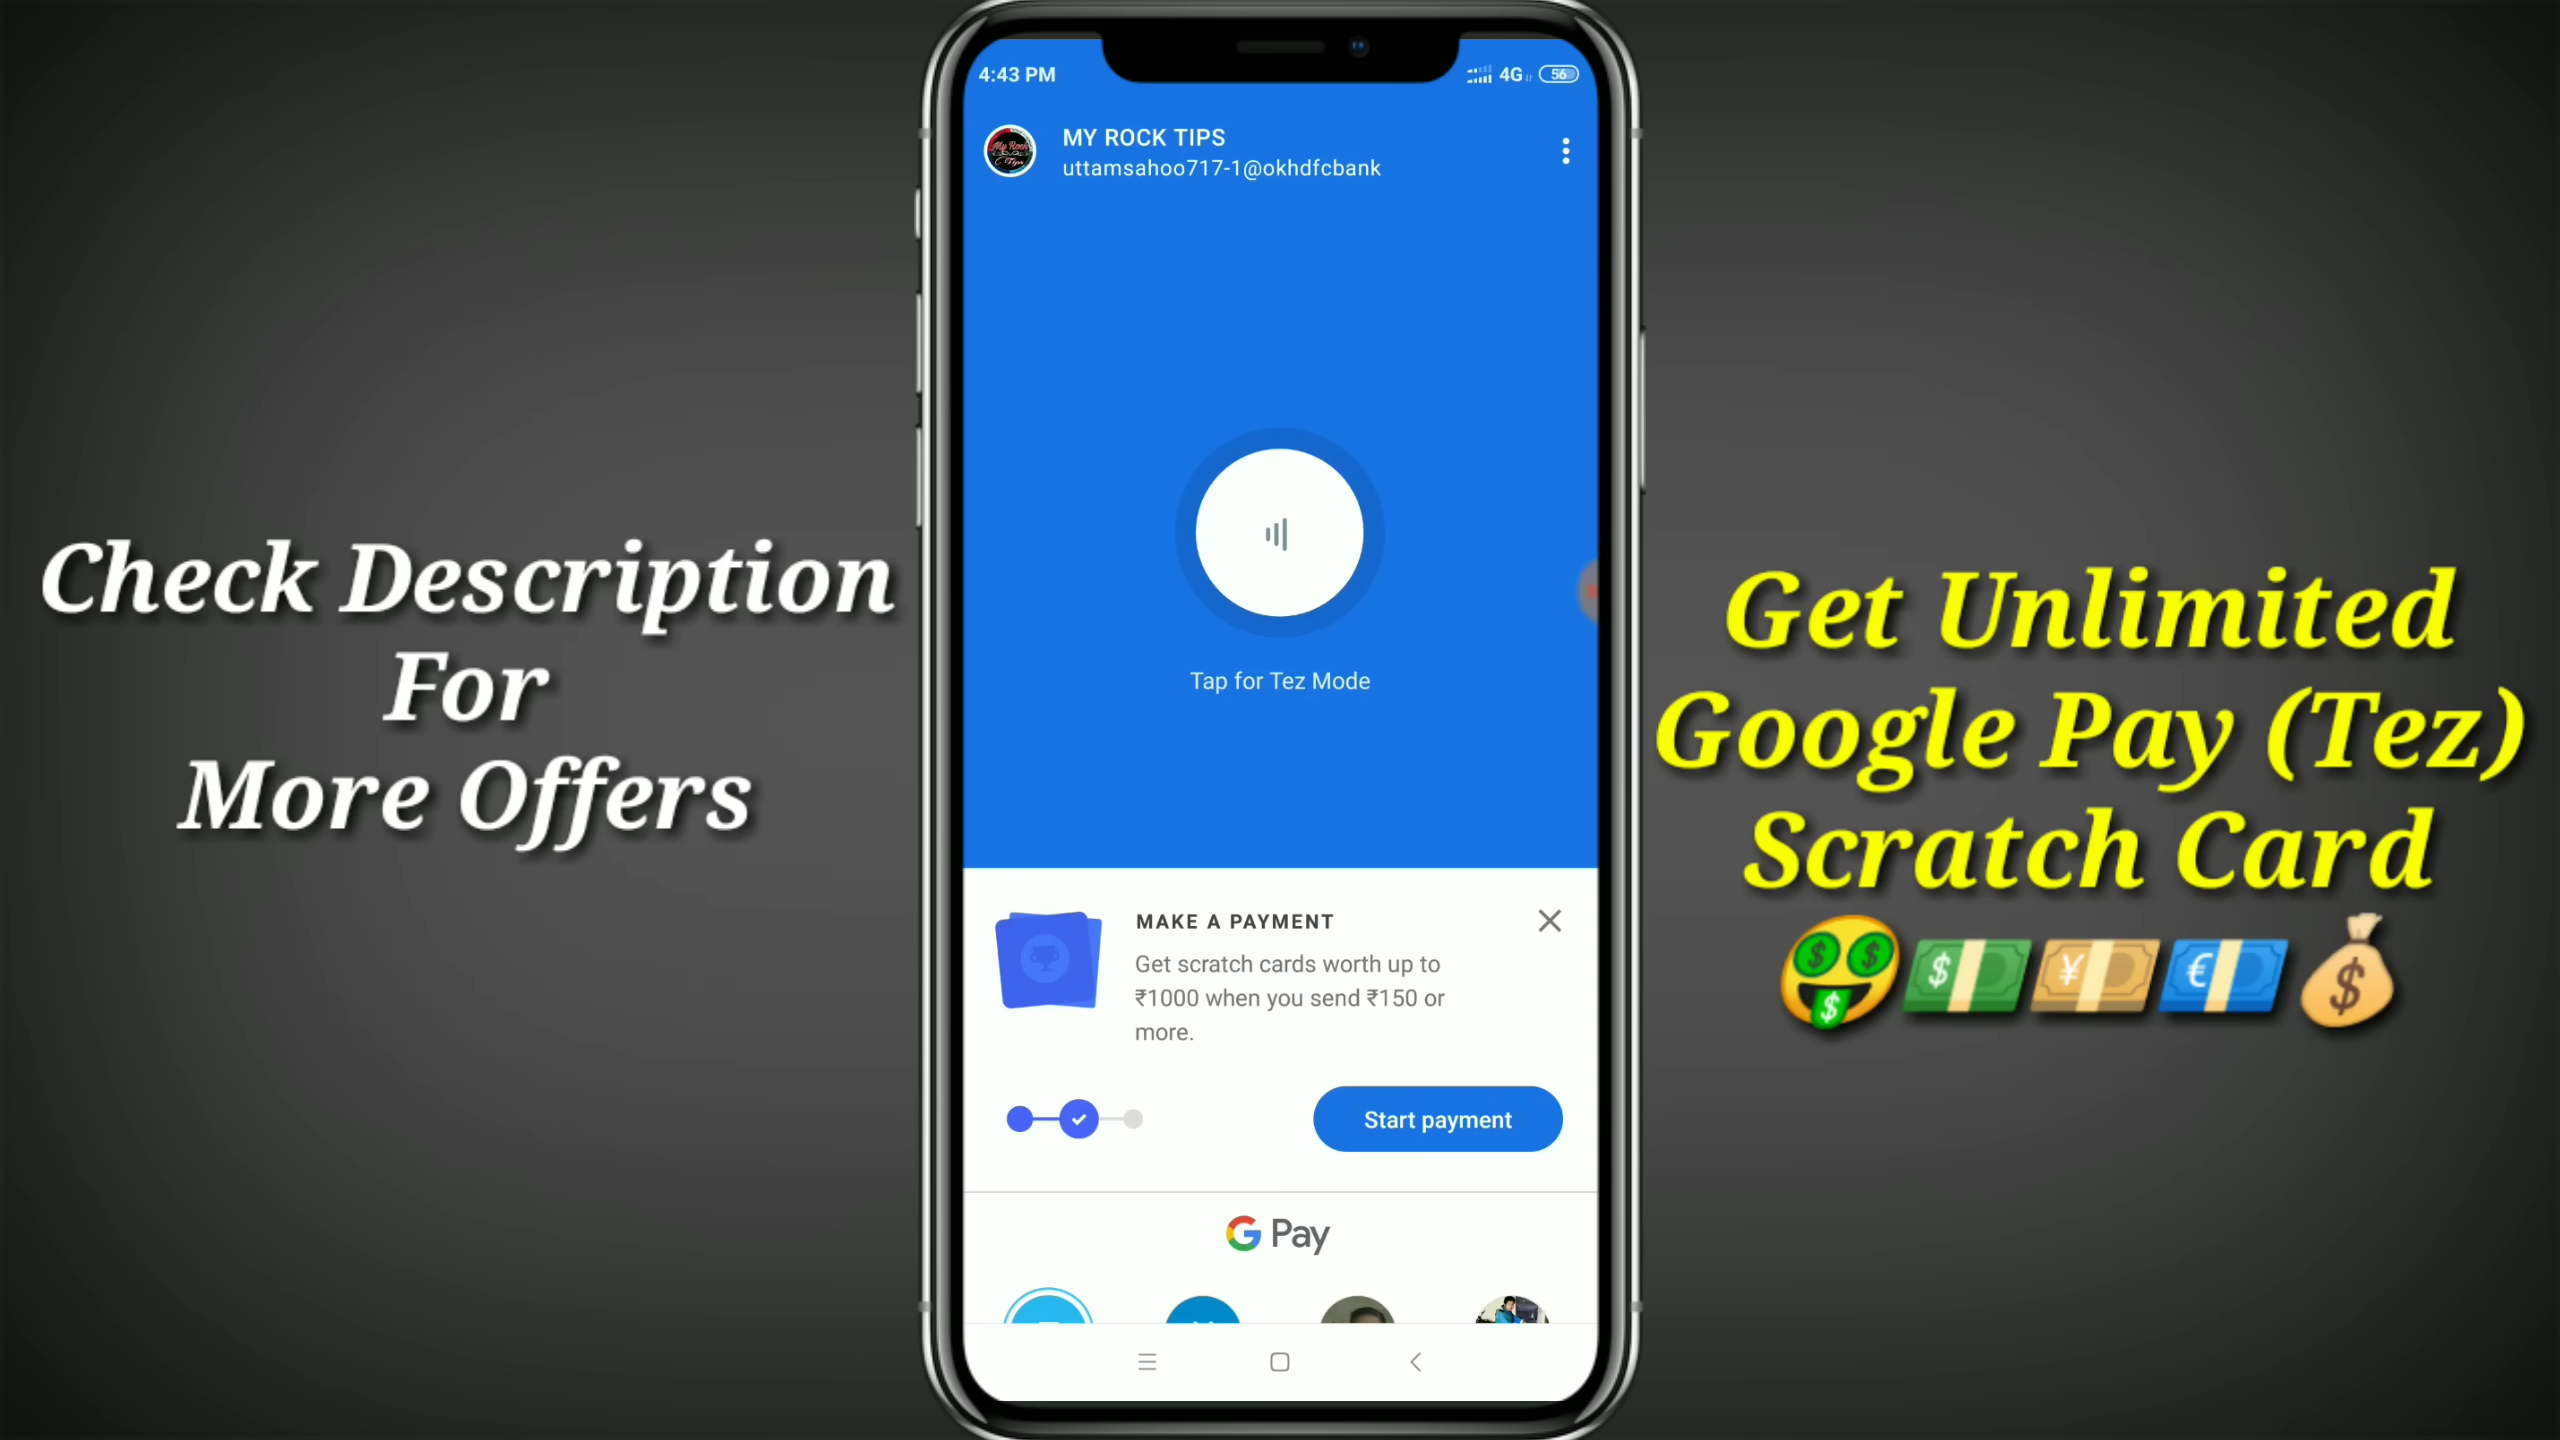 4:43 PM
4G
56
MY ROCK TIPS
uttamsahoo717-1@okhdfcbank
Tap for Tez Mode
Check Description
For
More Offers
Get Unlimited
Google Pay (Tez)
Scratch Card
MAKE A PAYMENT
Get scratch cards worth up to
₹1000 when you send ₹150 or
more.
Start payment
G Pay